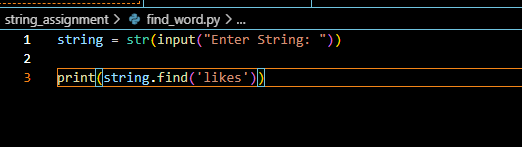 string_assignment > find_word.py > ...
1 string = str(input("Enter String: "))
2
3 print(string.find('likes'))